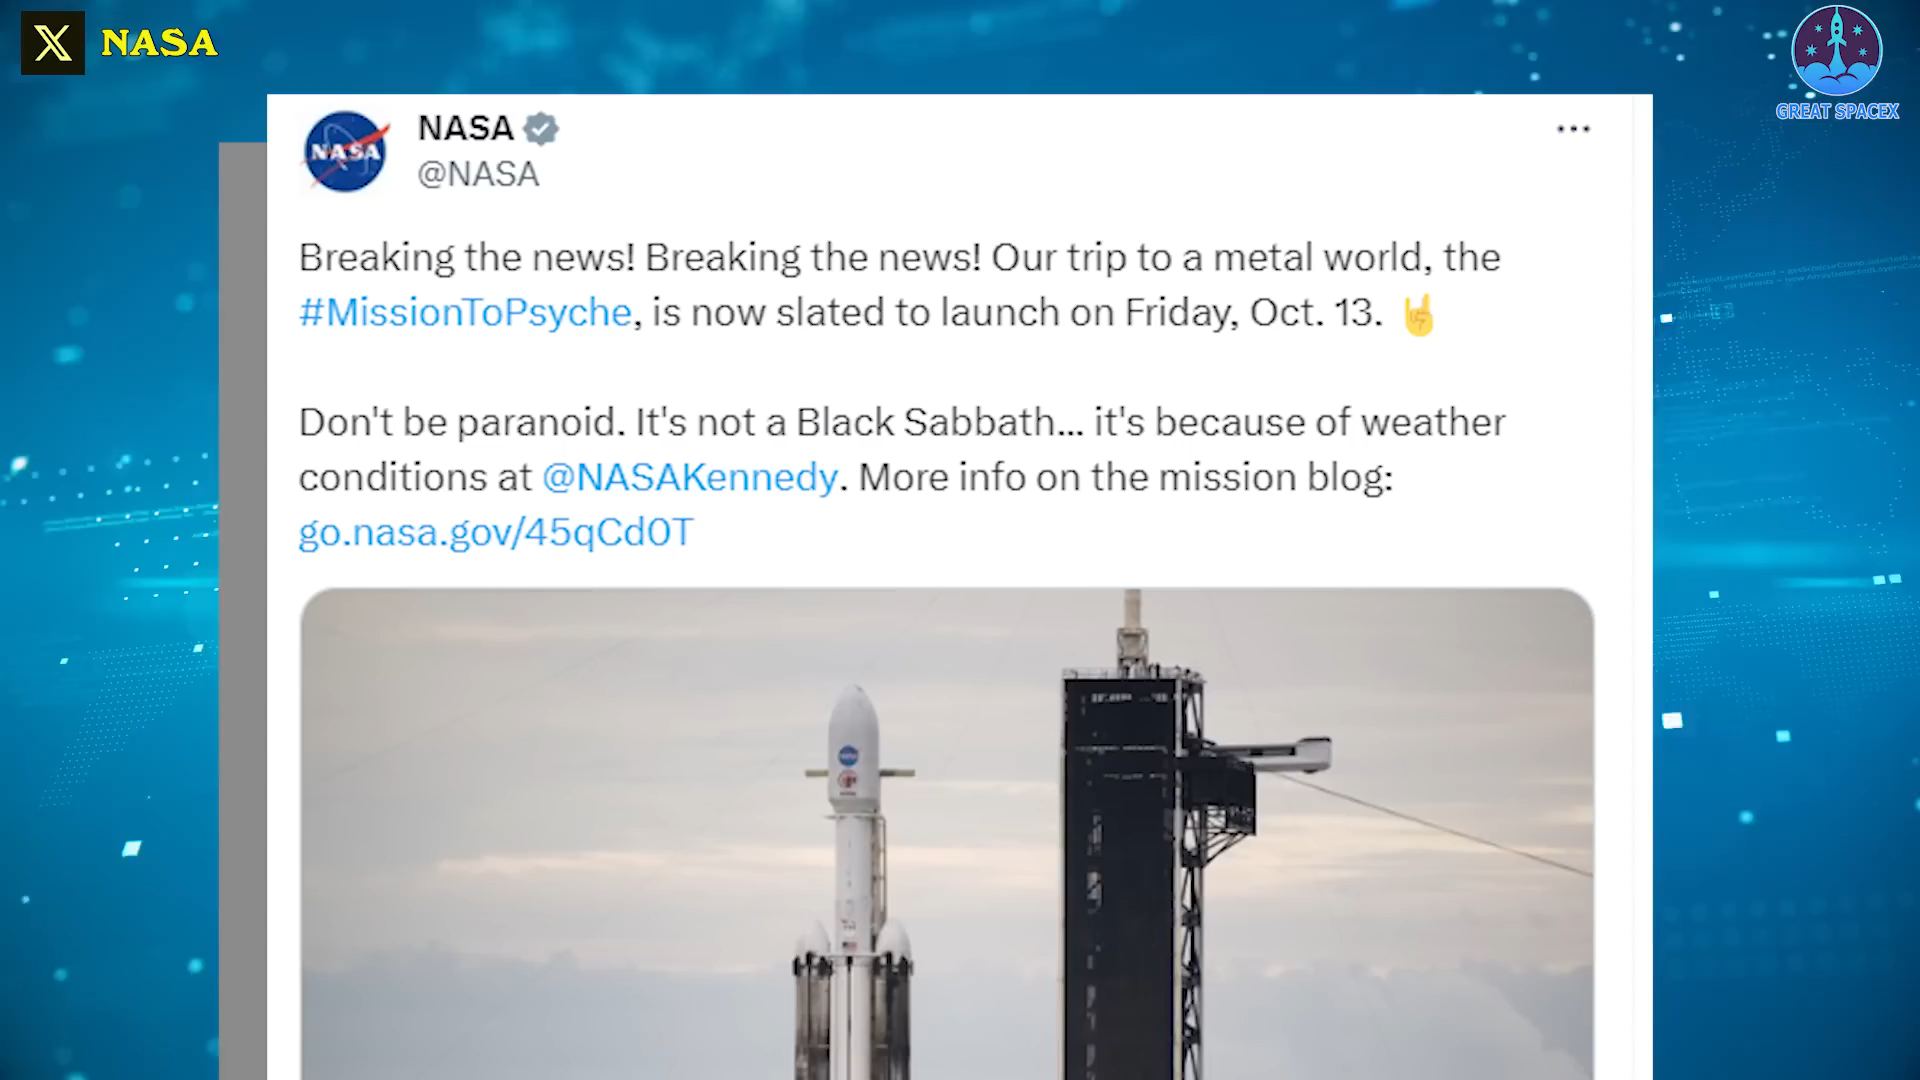 X NASA
GREAT SPACEX
NASA
NASA
@NASA
Breaking the news! Breaking the news! Our trip to a metal world, the
#MissionToPsyche, is now slated to launch on Friday, Oct. 13. 🤘
Don't be paranoid. It's not a Black Sabbath... it's because of weather
conditions at @NASAKennedy. More info on the mission blog:
go.nasa.gov/45qCd0T